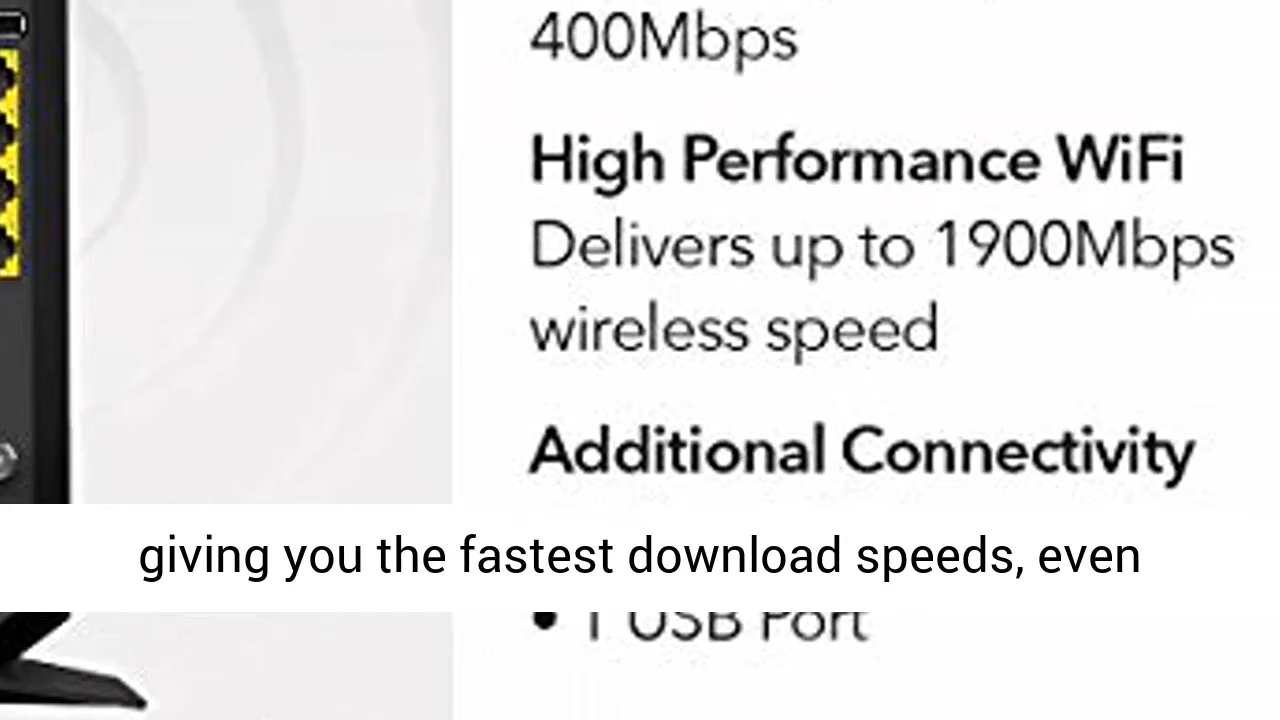 400Mbps
High Performance WiFi
Delivers up to 1900Mbps
wireless speed
Additional Connectivity
giving you the fastest download speeds, even
• 1 USB Port